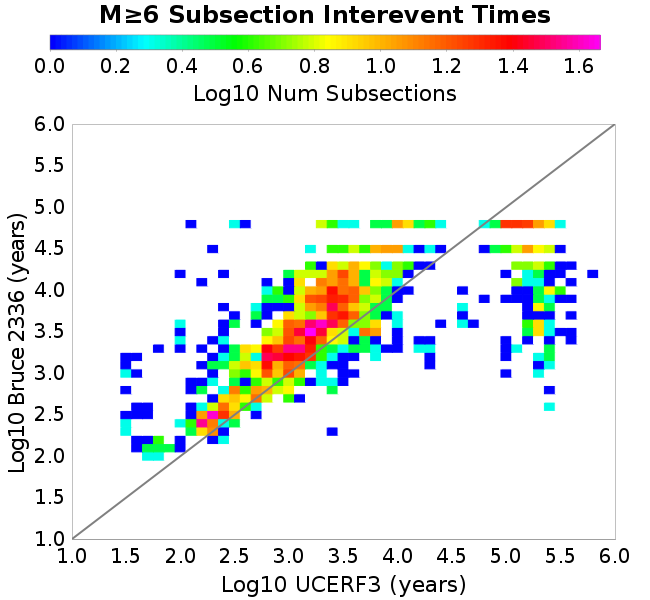 M≥6 Subsection Interevent Times
0.0 0.2 0.4 0.6 0.8 1.0 1.2 1.4 1.6
Log10 Num Subsections
6.0
5.5
5.0
4.5
4.0
3.5
3.0
2.5
2.0
1.5
1.0
Log10 Bruce 2336 (years)
1.0 1.5 2.0 2.5 3.0 3.5 4.0 4.5 5.0 5.5 6.0
Log10 UCERF3 (years)